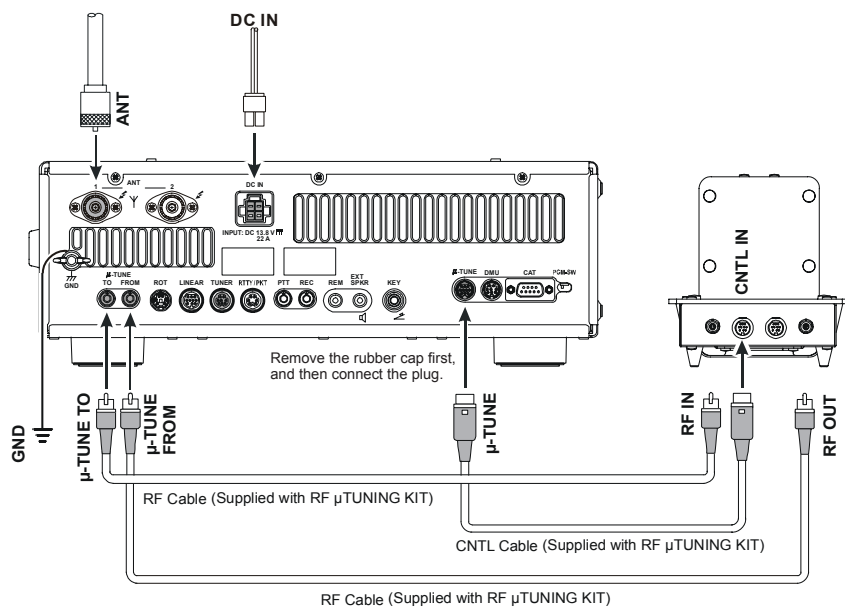 DC IN
ANT
1 ANT 2
DC IN
INPUT: DC 13.8 V
22 A
GND
μ-TUNE
TO FROM ROT LINEAR TUNER RTTY/PKT PTT REC REM EXT SPKR KEY
μ-TUNE DMU CAT PGM-SW
CNTL IN
Remove the rubber cap first,
and then connect the plug.
GND
μ-TUNE TO
μ-TUNE
FROM
μ-TUNE
RF IN
RF OUT
RF Cable (Supplied with RF μTUNING KIT)
CNTL Cable (Supplied with RF μTUNING KIT)
RF Cable (Supplied with RF μTUNING KIT)